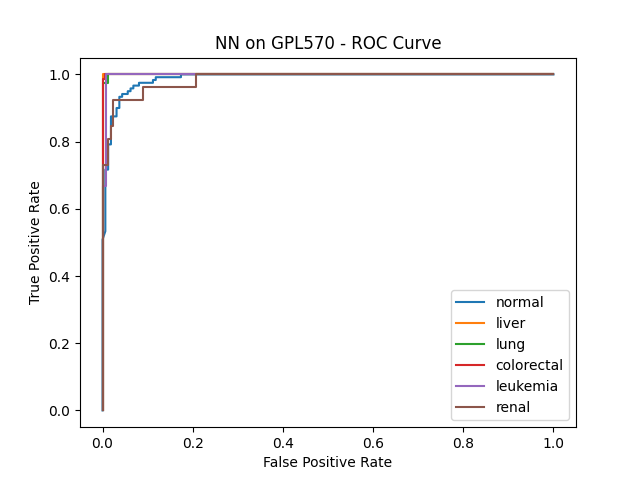 NN on GPL570 - ROC Curve
True Positive Rate
1.0
0.8
0.6
0.4
0.2
0.0
normal
liver
lung
colorectal
leukemia
renal
0.0 0.2 0.4 0.6 0.8 1.0
False Positive Rate